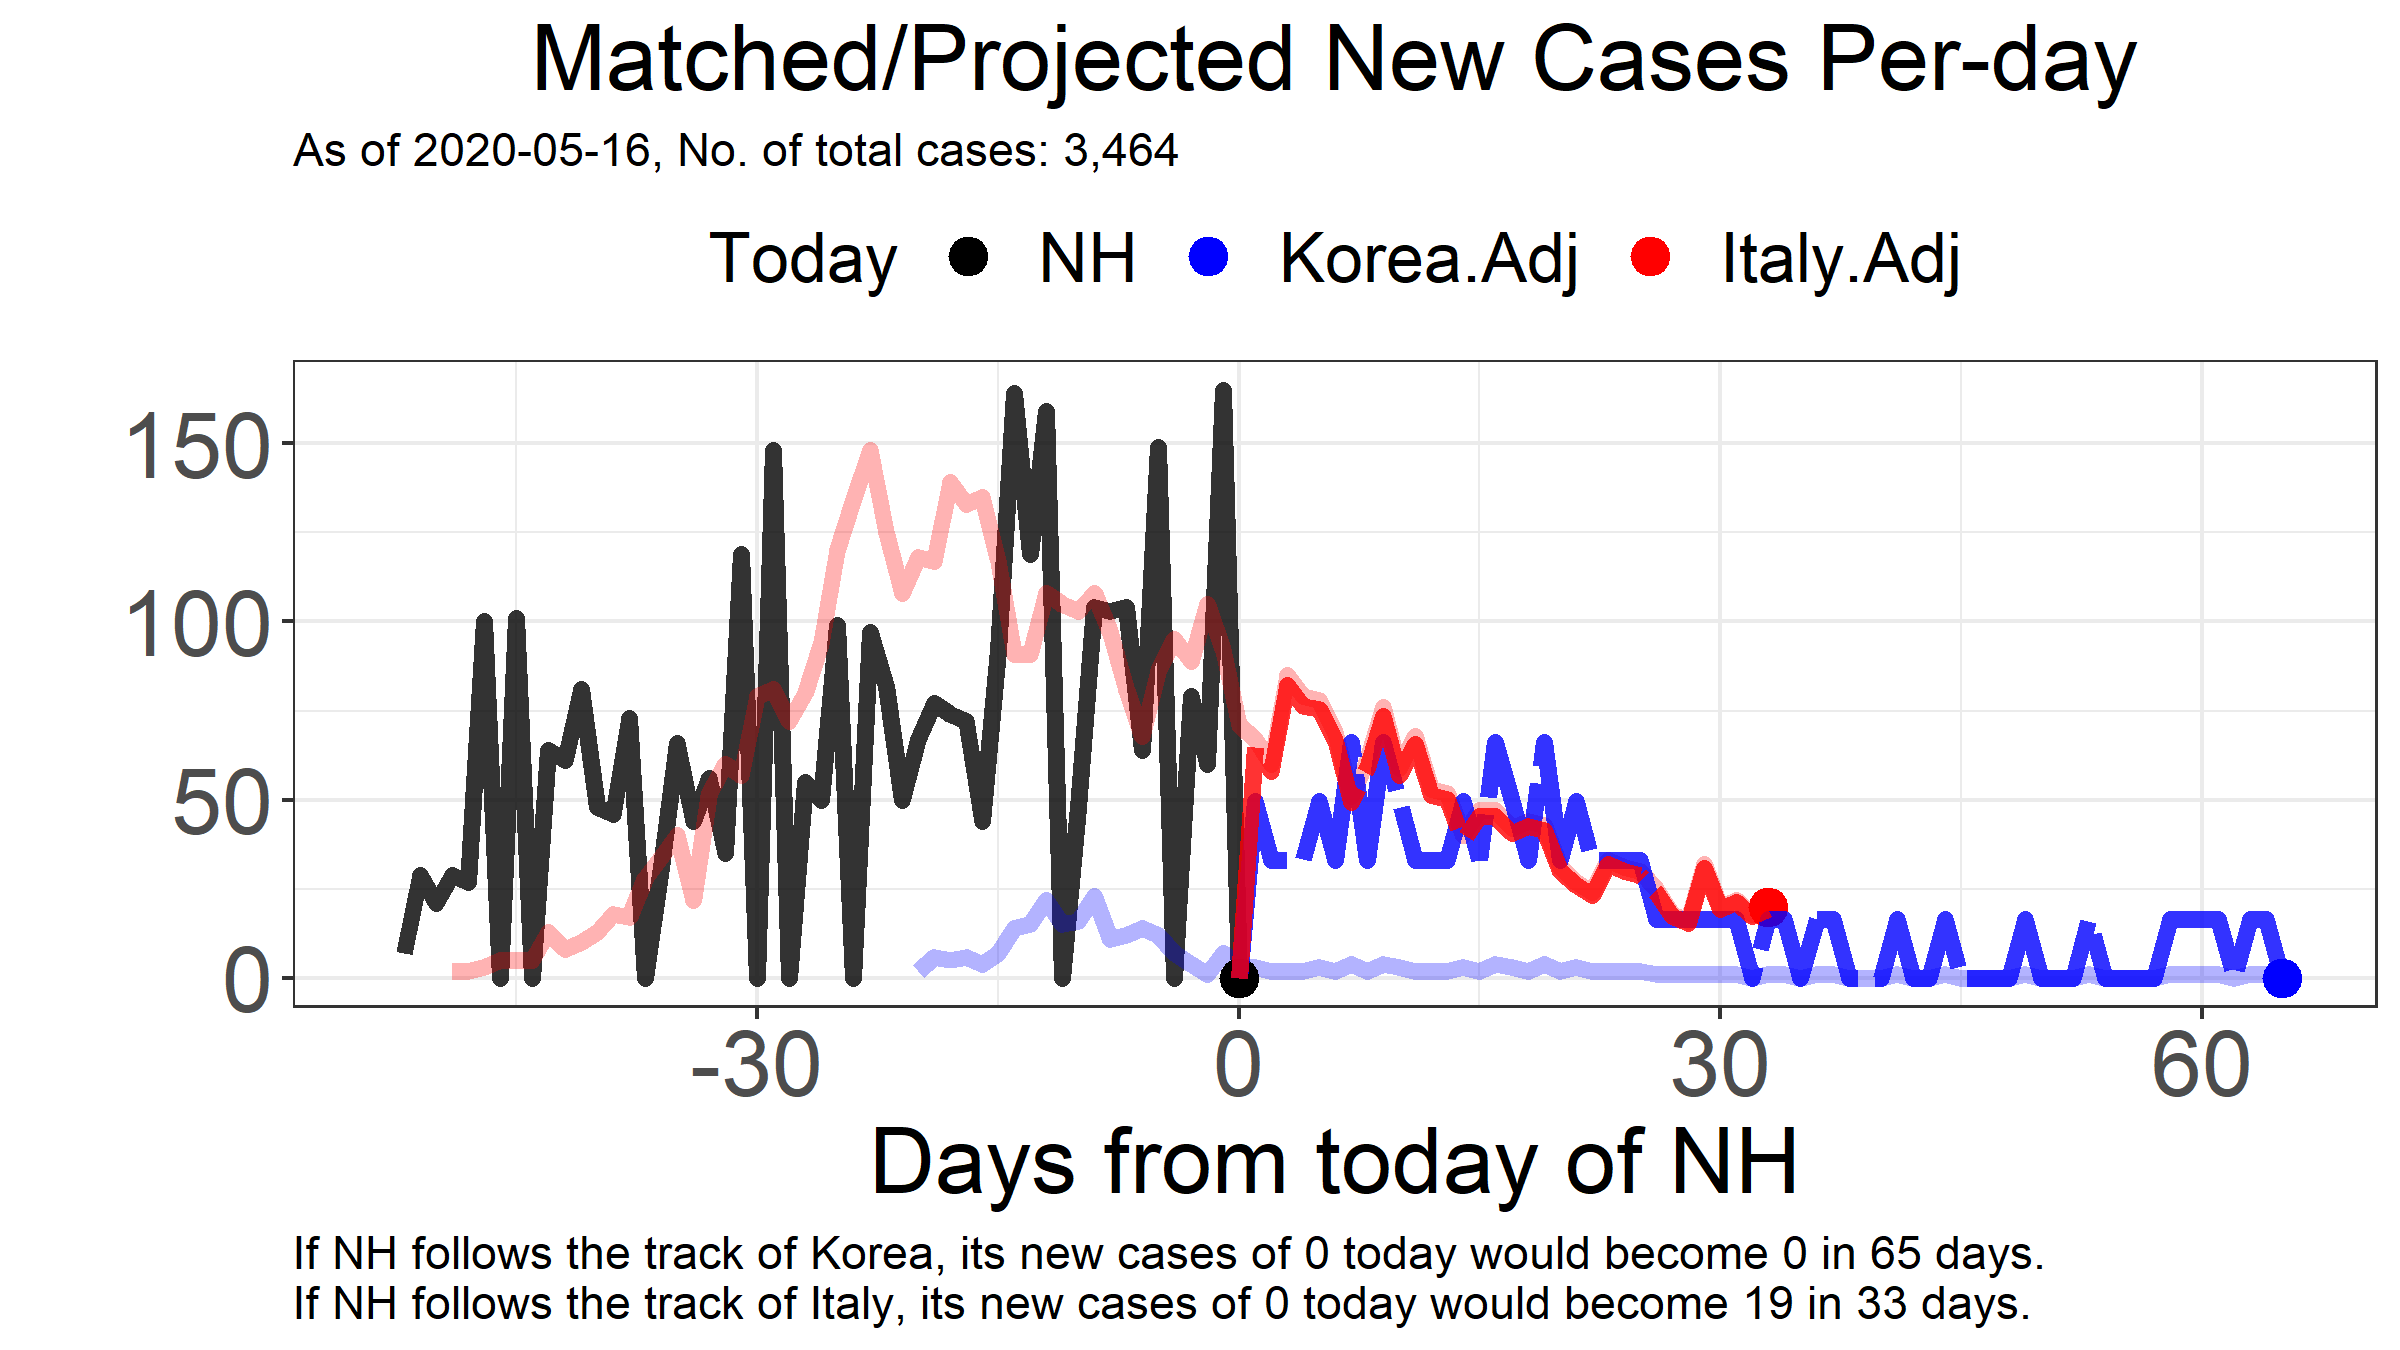 Matched/Projected New Cases Per-day
As of 2020-05-16, No. of total cases: 3,464
Today NH Korea.Adj Italy.Adj
150
100
50
0
-30 0 30 60
Days from today of NH
If NH follows the track of Korea, its new cases of 0 today would become 0 in 65 days.
If NH follows the track of Italy, its new cases of 0 today would become 19 in 33 days.